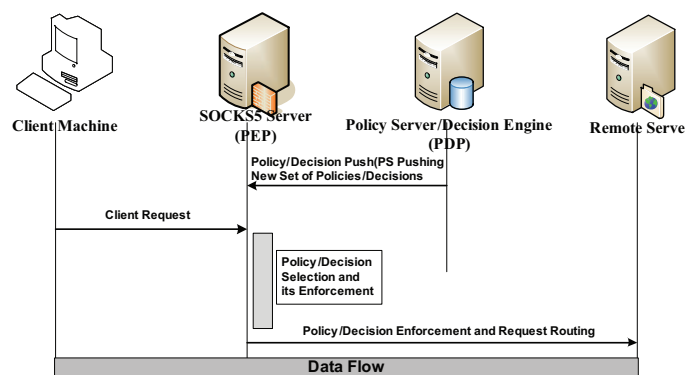 Client Machine
SOCKS5 Server
(PEP)
Policy Server/Decision Engine
(PDP)
Remote Serve
Policy/Decision Push(PS Pushing
New Set of Policies/Decisions
Client Request
Policy/Decision
Selection and
its Enforcement
Policy/Decision Enforcement and Request Routing
Data Flow